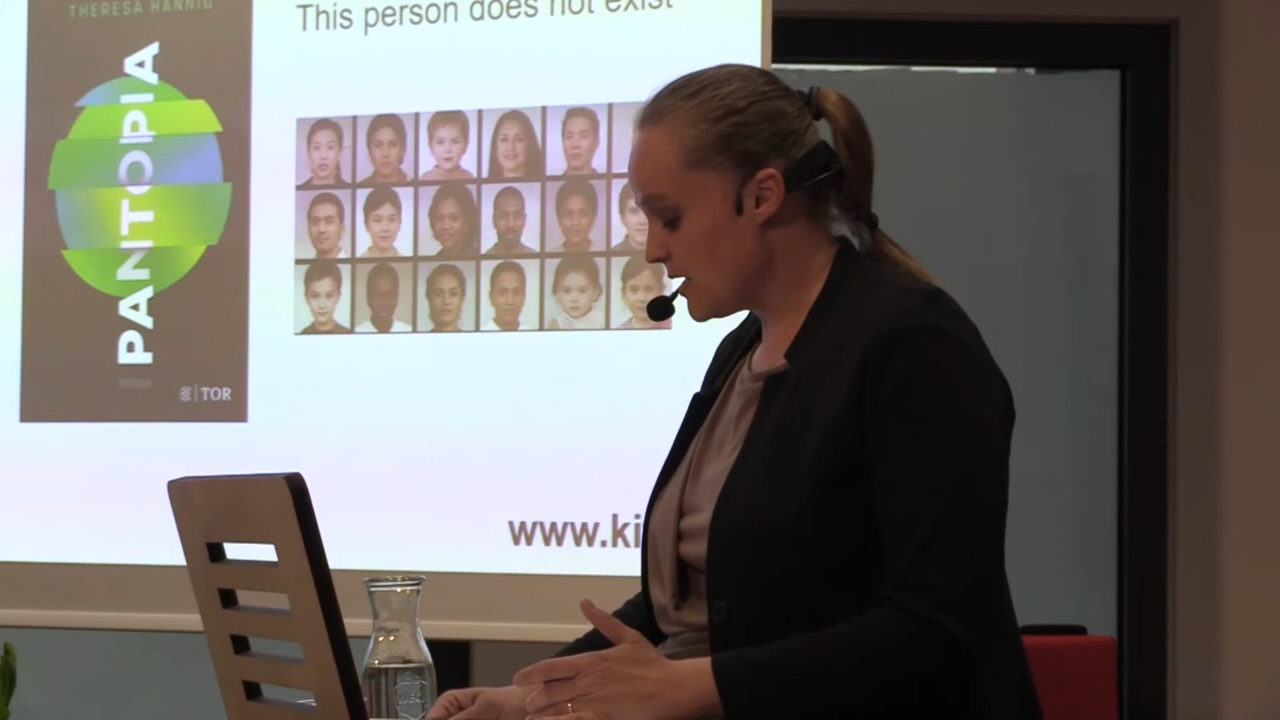 THERESA HANNIG
PANTOPIA
TOR
This person does not exist
www.ki